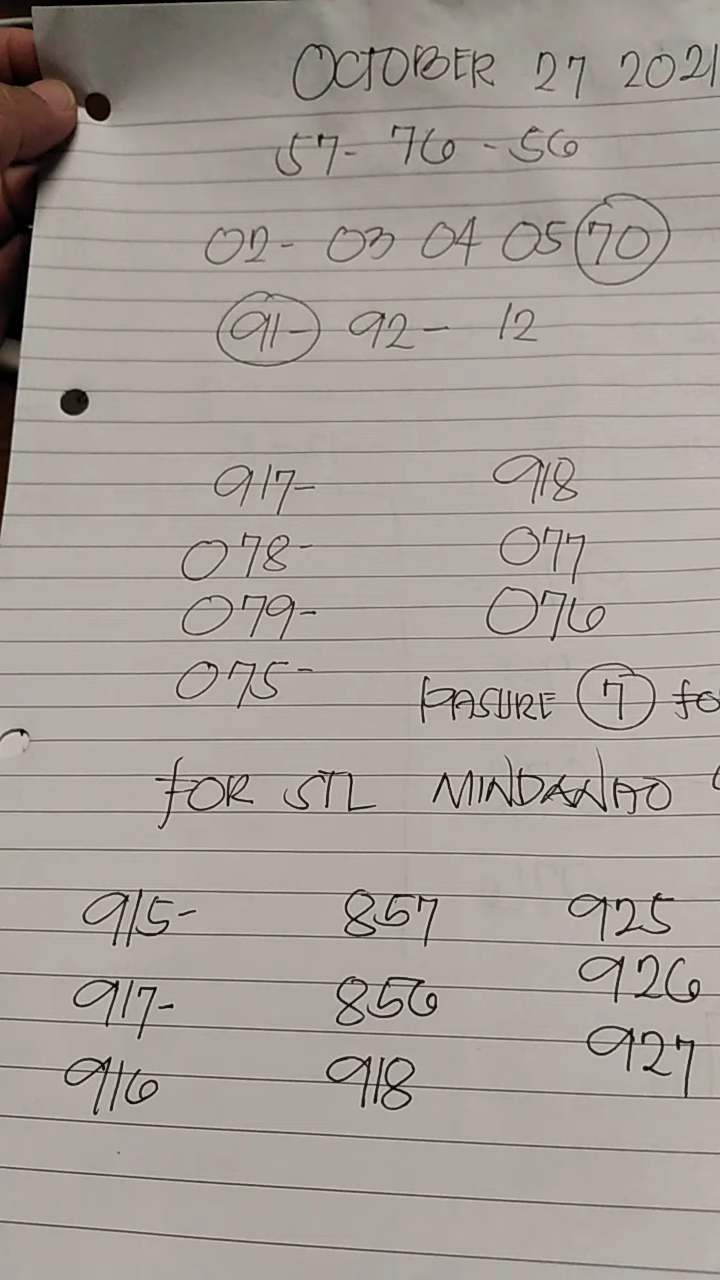 OCTOBER 27 2021
57- 76 - 56
02- 03 04 05 70
91- 92- 12
917- 918
078- 077
079- 076
075- PASURE 7 fo
fOR STL MINDANAO
915- 857 925
917- 856 926
916 918 927